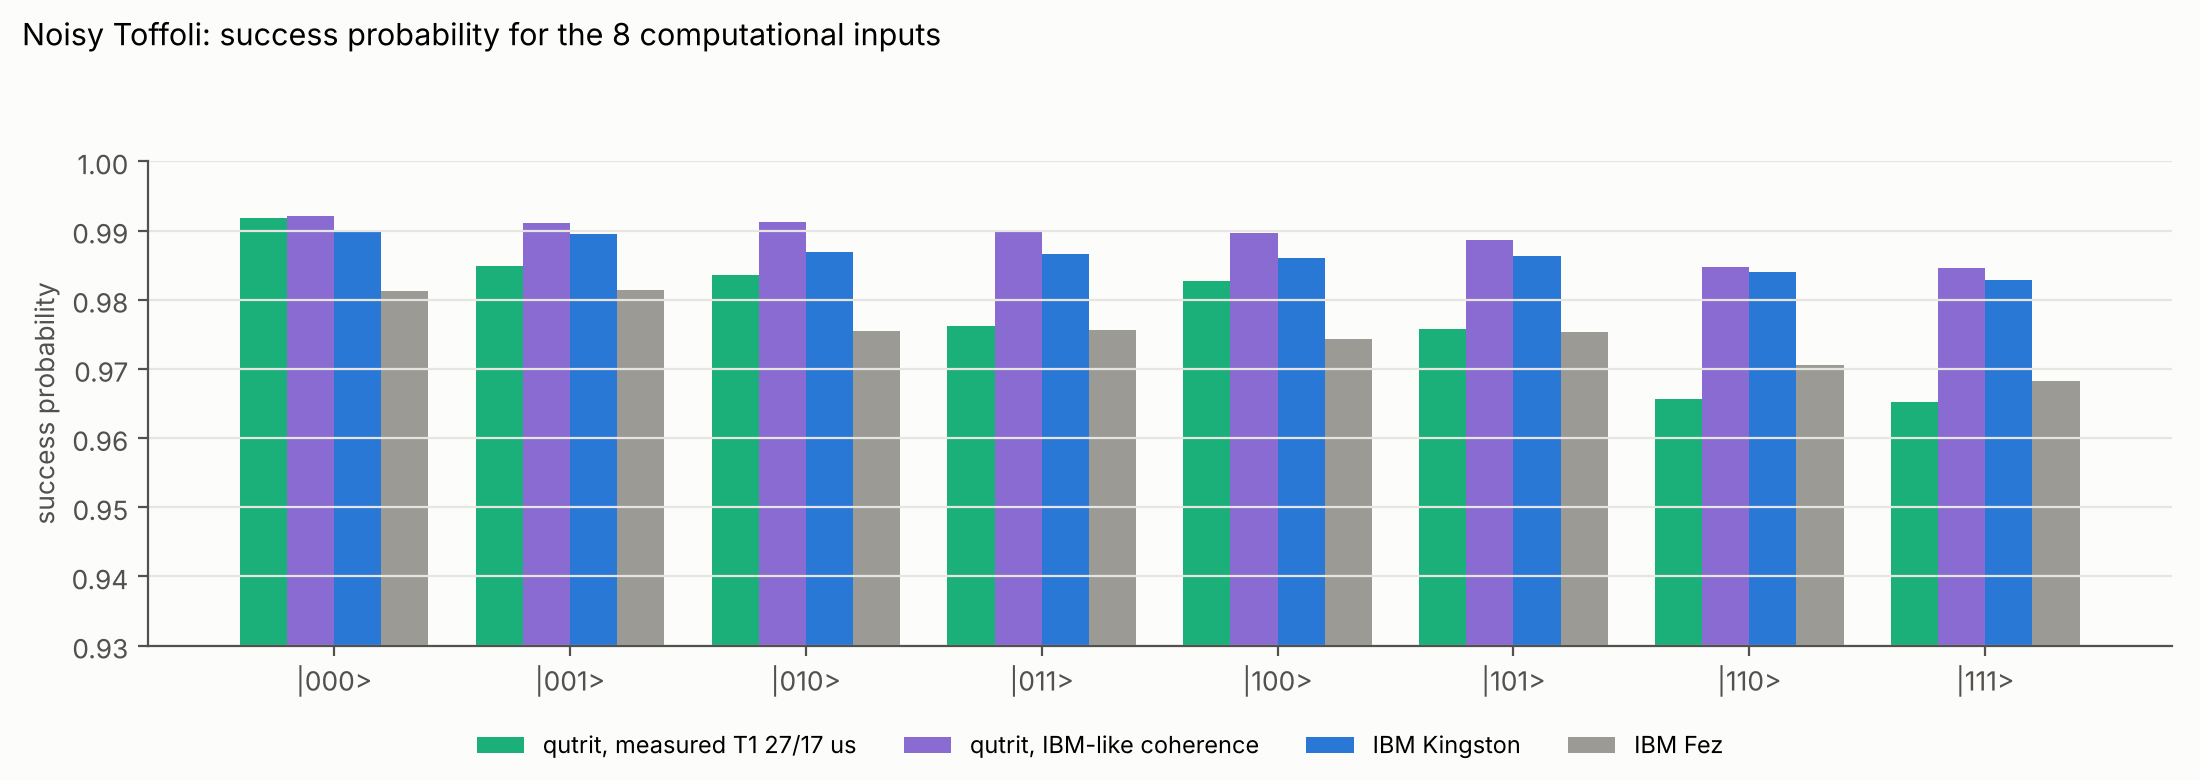 Noisy Toffoli: success probability for the 8 computational inputs
success probability
1.00
0.99
0.98
0.97
0.96
0.95
0.94
0.93
|000> |001> |010> |011> |100> |101> |110> |111>
qutrit, measured T1 27/17 us qutrit, IBM-like coherence IBM Kingston IBM Fez